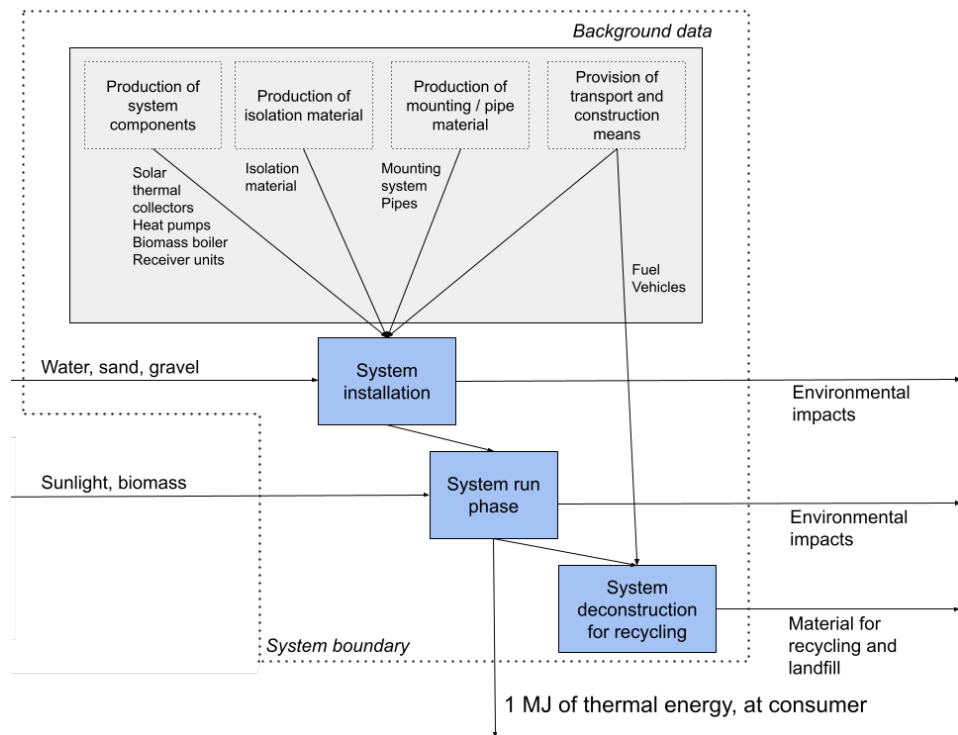 Background data
Production of
system
components
Production of
isolation material
Production of
mounting / pipe
material
Provision of
transport and
construction
means
Solar
thermal
collectors
Heat pumps
Biomass boiler
Receiver units
Isolation
material
Mounting
system
Pipes
Fuel
Vehicles
Water, sand, gravel
System
installation
Environmental
impacts
Sunlight, biomass
System run
phase
Environmental
impacts
System
deconstruction
for recycling
Material for
recycling and
landfill
System boundary
1 MJ of thermal energy, at consumer